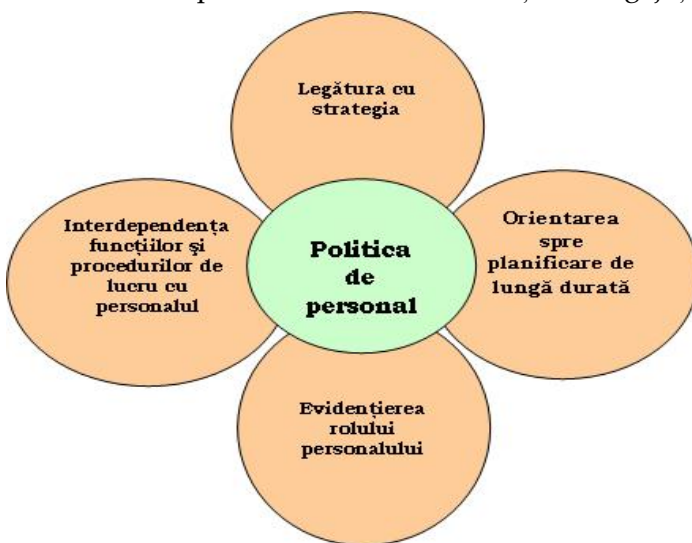 Legătura cu
strategia
Interdependența
funcțiilor şi
procedurilor de
lucru cu
personalul
Politica
de
personal
Orientarea
spre
planificare de
lungă durată
Evidențierea
rolului
personalului